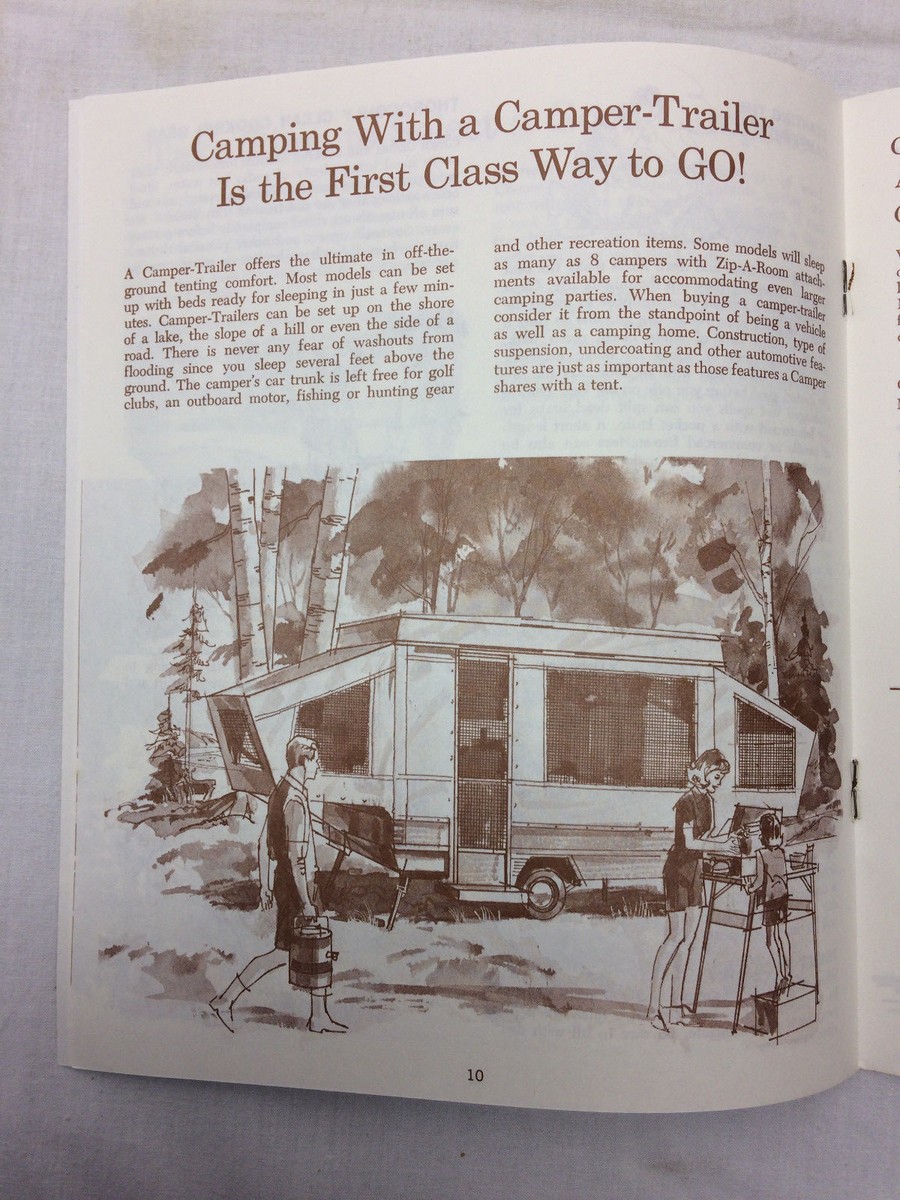 Camping With a Camper-Trailer
Is the First Class Way to GO!
A Camper-Trailer offers the ultimate in off-the-
ground tenting comfort. Most models can be set
up with beds ready for sleeping in just a few min-
utes. Camper-Trailers can be set up on the shore
of a lake, the slope of a hill or even the side of a
road. There is never any fear of washouts from
flooding since you sleep several feet above the
ground. The camper's car trunk is left free for golf
clubs, an outboard motor, fishing or hunting gear
and other recreation items. Some models will sleep
as many as 8 campers with Zip-A-Room attach-
ments available for accommodating even larger
camping parties. When buying a camper-trailer
consider it from the standpoint of being a vehicle
as well as a camping home. Construction, type of
suspension, undercoating and other automotive fea-
tures are just as important as those features a Camper
shares with a tent.
10